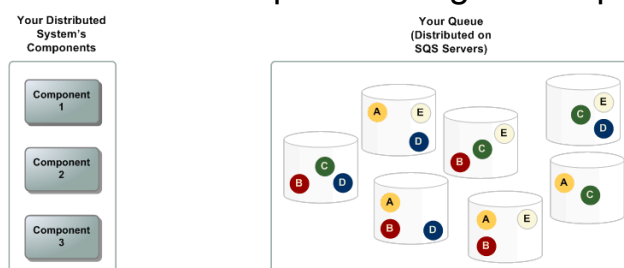 Your Distributed
System's
Components
Your Queue
(Distributed on
SQS Servers)
Component
1
Component
2
Component
3
A
E
D
C
E
D
E
C
B
C
B
D
A
C
A
B
D
A
E
B